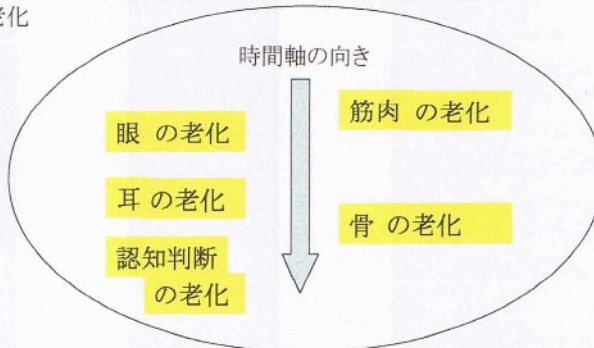 老化
時間軸の向き
眼 の老化
耳 の老化
認知判断
の老化
筋肉 の老化
骨 の老化